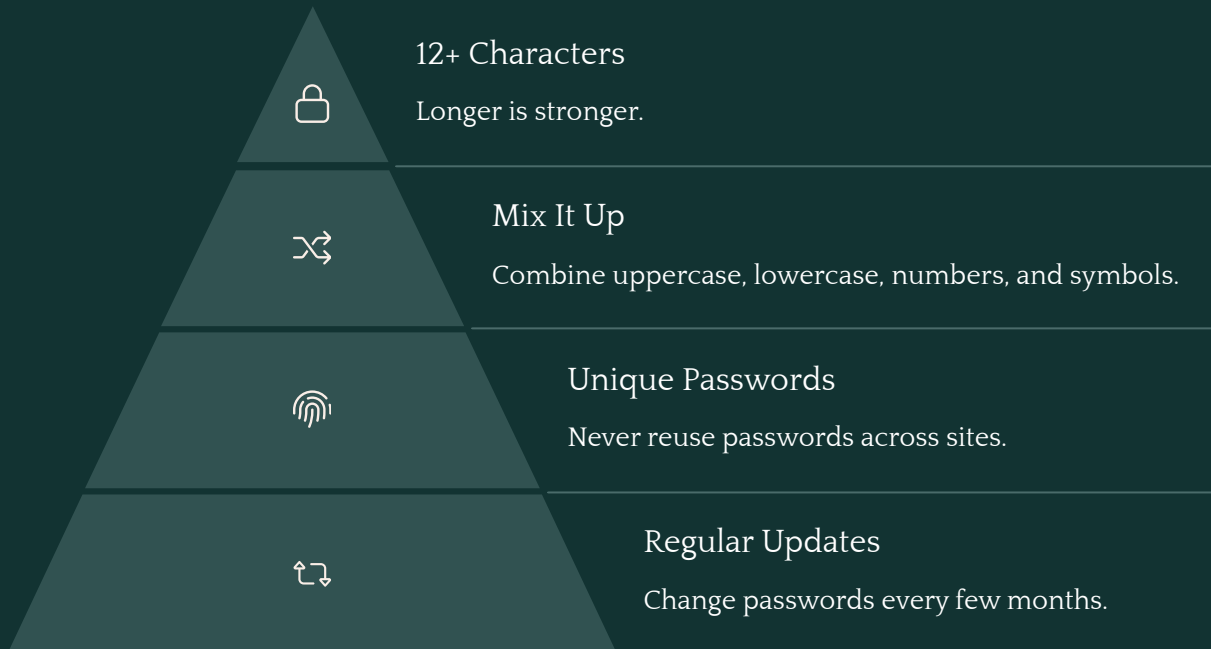 12+ Characters
Longer is stronger.
Mix It Up
Combine uppercase, lowercase, numbers, and symbols.
Unique Passwords
Never reuse passwords across sites.
Regular Updates
Change passwords every few months.